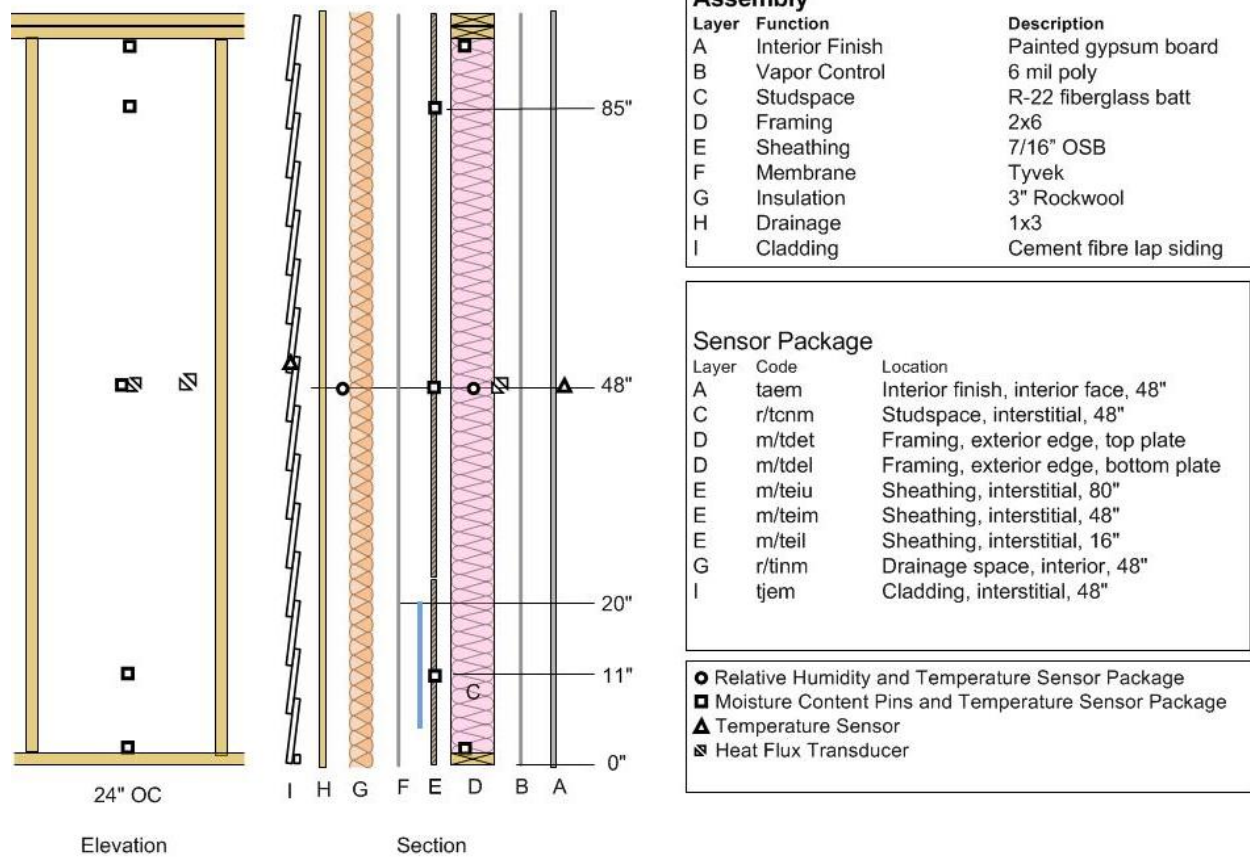 Assembly
Layer Function Description
A Interior Finish Painted gypsum board
B Vapor Control 6 mil poly
C Studspace R-22 fiberglass batt
D Framing 2x6
E Sheathing 7/16” OSB
F Membrane Tyvek
G Insulation 3" Rockwool
H Drainage 1x3
I Cladding Cement fibre lap siding
Sensor Package
Layer Code Location
A taem Interior finish, interior face, 48"
C r/tcnm Studspace, interstitial, 48"
D m/tdet Framing, exterior edge, top plate
D m/tdel Framing, exterior edge, bottom plate
E m/teiu Sheathing, interstitial, 80"
E m/teim Sheathing, interstitial, 48"
E m/teil Sheathing, interstitial, 16"
G r/tinm Drainage space, interior, 48"
I tjem Cladding, interstitial, 48"
Relative Humidity and Temperature Sensor Package
Moisture Content Pins and Temperature Sensor Package
Temperature Sensor
Heat Flux Transducer
85"
48"
20"
11"
C
0"
24" OC
I H G F E D B A
Elevation
Section